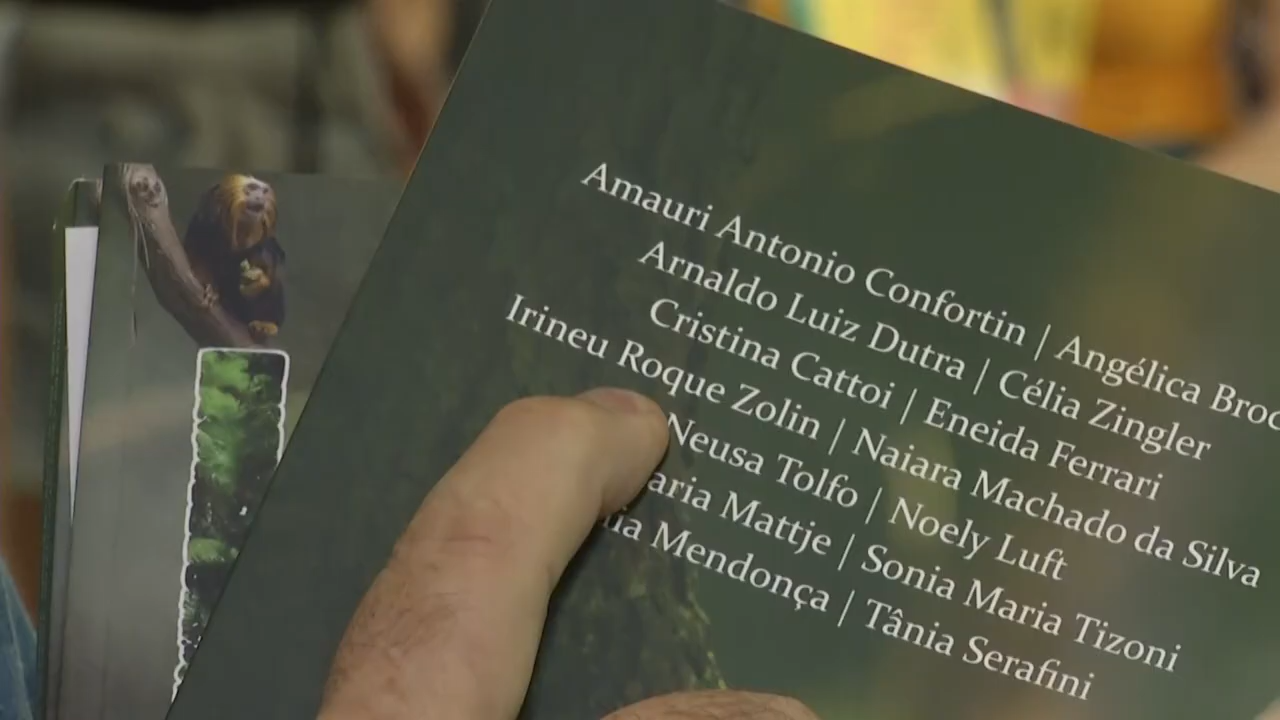 Amauri Antonio Confortin | Angélica
Arnaldo Luiz Dutra | Célia Zingler
Cristina Cattoi | Eneida Ferrari
Irineu Roque Zolin | Naiara Machado da Silva
Neusa Tolfo | Noely Luft
Mattje | Sonia Maria Tizoni
Mendonça | Tânia Serafini